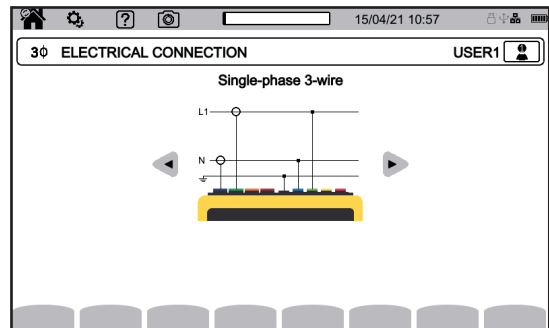 ?
15/04/21 10:57
3Φ ELECTRICAL CONNECTION
USER1
Single-phase 3-wire
L1
N